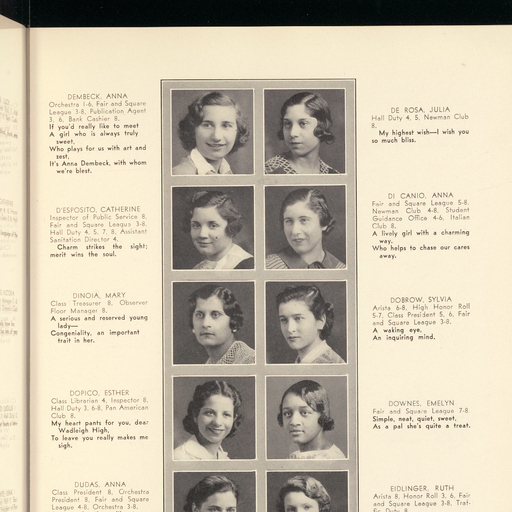 DEMBECK, ANNA
Orchestra 1-6, Fair and Square
League 3-8, Publication Agent
3, 6, Bank Cashier 8.
If you'd really like to meet
A girl who is always truly
sweet,
Who plays for us with art and
zest,
It's Anna Dembeck, with whom
we're blest.
D'ESPOSITO, CATHERINE
Inspector of Public Service 8,
Fair and Square League 3-8,
Hall Duty 4, 5, 7, 8, Assistant
Sanitation Director 4.
Charm strikes the sight;
merit wins the soul.
DINOIA, MARY
Class Treasurer 8, Observer
Floor Manager 8.
A serious and reserved young
lady—
Congeniality, an important
trait in her.
DOPICO, ESTHER
Class Librarian 4, Inspector 8,
Hall Duty 3, 6-8, Pan American
Club 8.
My heart pants for you, dear
Wadleigh High,
To leave you really makes me
sigh.
DUDAS, ANNA
Class President 8, Orchestra
President 8, Fair and Square
League 4-8, Orchestra 3-8.
DE ROSA, JULIA
Hall Duty 4, 5, Newman Club
8.
My highest wish—I wish you
so much bliss.
DI CANIO, ANNA
Fair and Square League 5-8,
Newman Club 4-8, Student
Guidance Office 4-6, Italian
Club 8.
A lively girl with a charming
way,
Who helps to chase our cares
away.
DOBROW, SYLVIA
Arista 6-8, High Honor Roll
5-7, Class President 5, 6, Fair
and Square League 3-8.
A waking eye,
An inquiring mind.
DOWNES, EMELYN
Fair and Square League 7-8
Simple, neat, quiet, sweet,
As a pal she's quite a treat.
EIDLINGER, RUTH
Arista 8, Honor Roll 3, 6, Fair
and Square League 3-8, Traf-
fic Duty 8